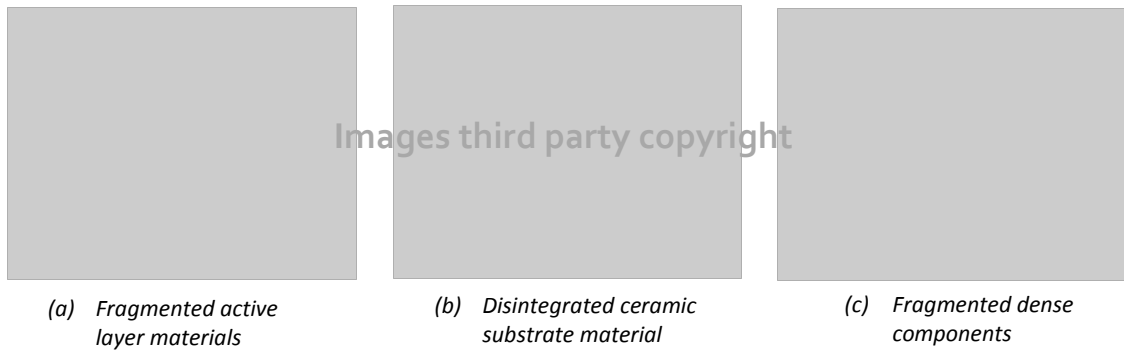 Images third party copyright
(a) Fragmented active
layer materials
(b) Disintegrated ceramic
substrate material
(c) Fragmented dense
components